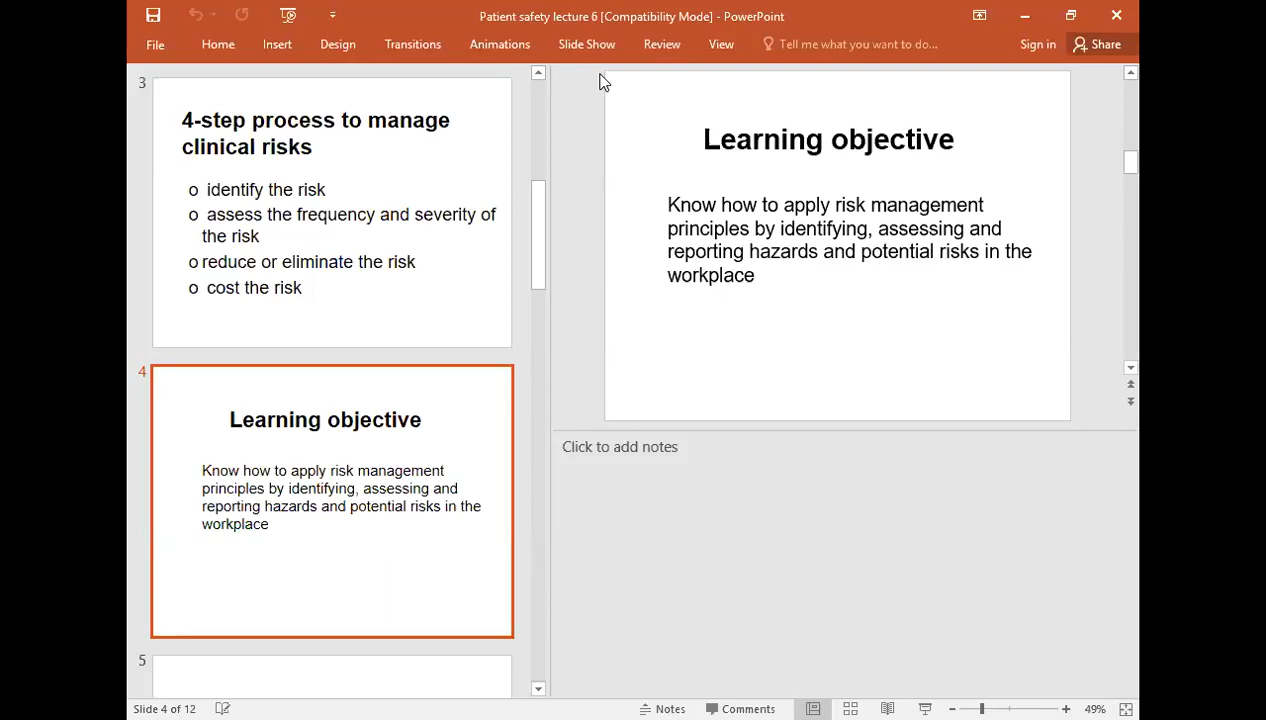 Patient safety lecture 6 [Compatibility Mode] - PowerPoint
File Home Insert Design Transitions Animations Slide Show Review View Tell me what you want to do... Sign in Share
3
4-step process to manage
clinical risks
o identify the risk
o assess the frequency and severity of
the risk
o reduce or eliminate the risk
o cost the risk
4
Learning objective
Know how to apply risk management
principles by identifying, assessing and
reporting hazards and potential risks in the
workplace
5
Learning objective
Know how to apply risk management
principles by identifying, assessing and
reporting hazards and potential risks in the
workplace
Click to add notes
Slide 4 of 12 Notes Comments 49%